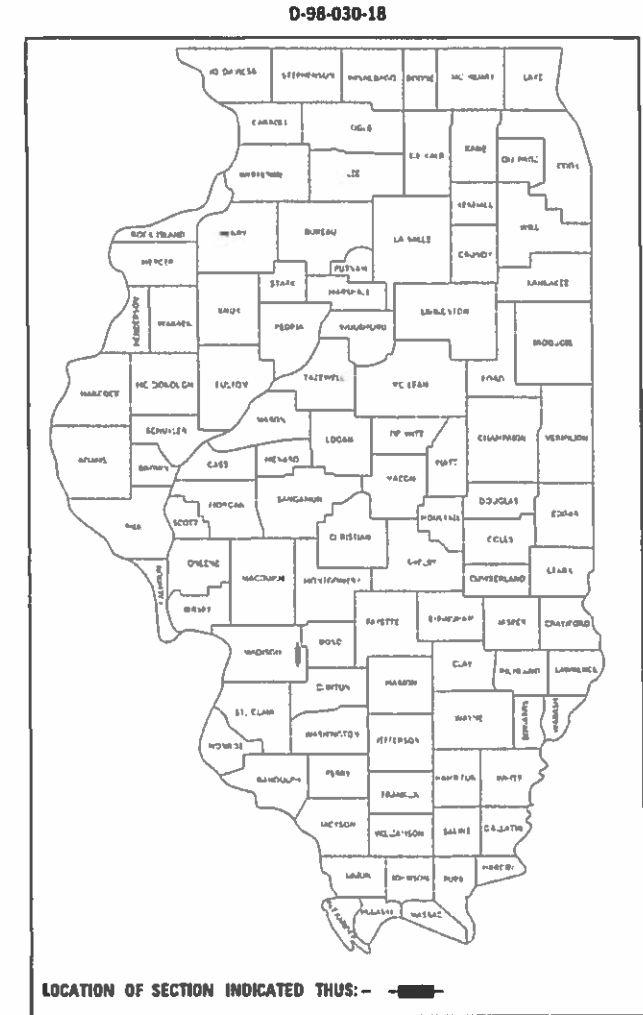 D-98-030-18
JO DAVIESS STEPHENSON WINNEBAGO BOONE MC HENRY LAKE
CARROLL OGLE DE KALB KANE DU PAGE COOK
WHITESIDE LEE KENDALL WILL
ROCK ISLAND HENRY BUREAU LA SALLE GRUNDY
MERCER PUTNAM KANKAKEE
STARK MARSHALL
HENDERSON WARREN KNOX PEORIA WOODFORD LIVINGSTON IROQUOIS
HANCOCK MC DONOUGH FULTON TAZEWELL MC LEAN FORD
SCHUYLER MASON LOGAN DE WITT CHAMPAIGN VERMILION
ADAMS BROWN CASS MENARD MACON PIATT
PIKE SCOTT MORGAN SANGAMON CHRISTIAN MOULTRIE DOUGLAS EDGAR
COLES
CALHOUN GREENE MACOUPIN MONTGOMERY SHELBY CUMBERLAND CLARK
JERSEY FAYETTE EFFINGHAM JASPER CRAWFORD
MADISON BOND CLAY RICHLAND LAWRENCE
CLINTON MARION
ST. CLAIR WAYNE EDWARDS WABASH
MONROE WASHINGTON JEFFERSON
RANDOLPH PERRY HAMILTON WHITE
FRANKLIN
JACKSON WILLIAMSON SALINE GALLATIN
UNION JOHNSON POPE HARDIN
ALEXANDER PULASKI MASSAC
LOCATION OF SECTION INDICATED THUS:-